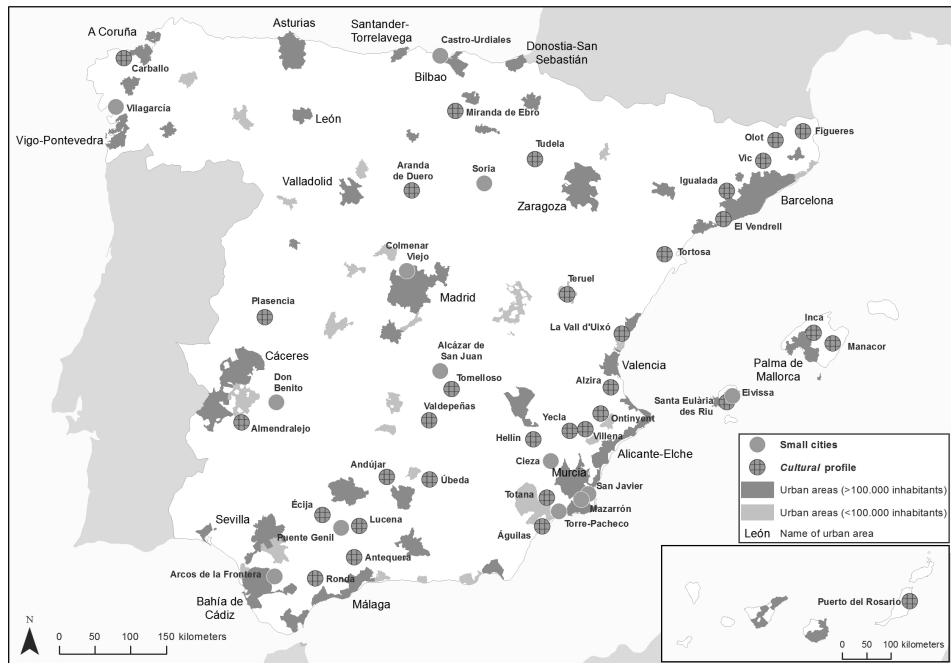 A Coruña
Asturias
Santander-
Torrelavega
Castro-Urdiales
Donostia-San
Sebastián
Bilbao
Carballo
Vilagarcía
Vigo-Pontevedra
León
Miranda de Ebro
Tudela
Olot
Figueres
Vic
Igualada
Barcelona
El Vendrell
Valladolid
Aranda
de Duero
Soria
Zaragoza
Tortosa
Colmenar
Viejo
Madrid
Teruel
Plasencia
La Vall d'Uixó
Inca
Manacor
Palma de
Mallorca
Cáceres
Don
Benito
Alcázar de
San Juan
Tomelloso
Valencia
Alzira
Santa Eulària
des Riu
Eivissa
Almendralejo
Valdepeñas
Ontinyent
Yecla
Villena
Hellín
Alicante-Elche
Cieza
Murcia
Andújar
Úbeda
San Javier
Totana
Mazarrón
Torre-Pacheco
Écija
Lucena
Águilas
Sevilla
Puente Genil
Antequera
Arcos de la Frontera
Ronda
Bahía de
Cádiz
Málaga
Small cities
Cultural profile
Urban areas (>100.000 inhabitants)
Urban areas (<100.000 inhabitants)
León Name of urban area
Puerto del Rosario
N
0 50 100 150 kilometers
0 50 100 kilometers